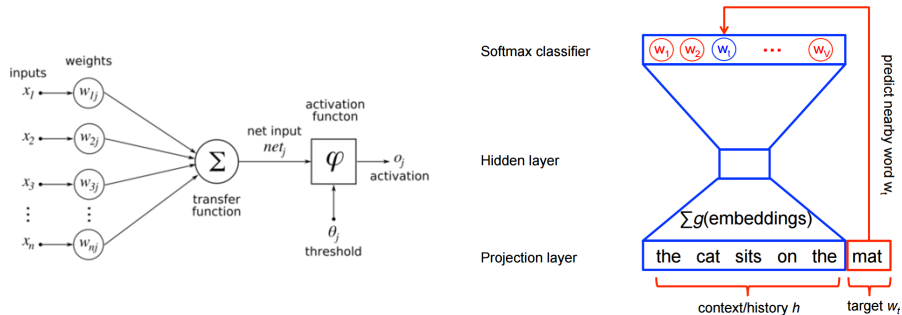 inputs
weights
x1
w1j
x2
w2j
x3
w3j
xn
wnj
Σ
transfer
function
net input
netj
activation
functon
φ
oj
activation
θj
threshold
Softmax classifier
w1 w2 wt ... wV
predict nearby word wt
Hidden layer
∑g(embeddings)
Projection layer
the cat sits on the mat
context/history h
target wt